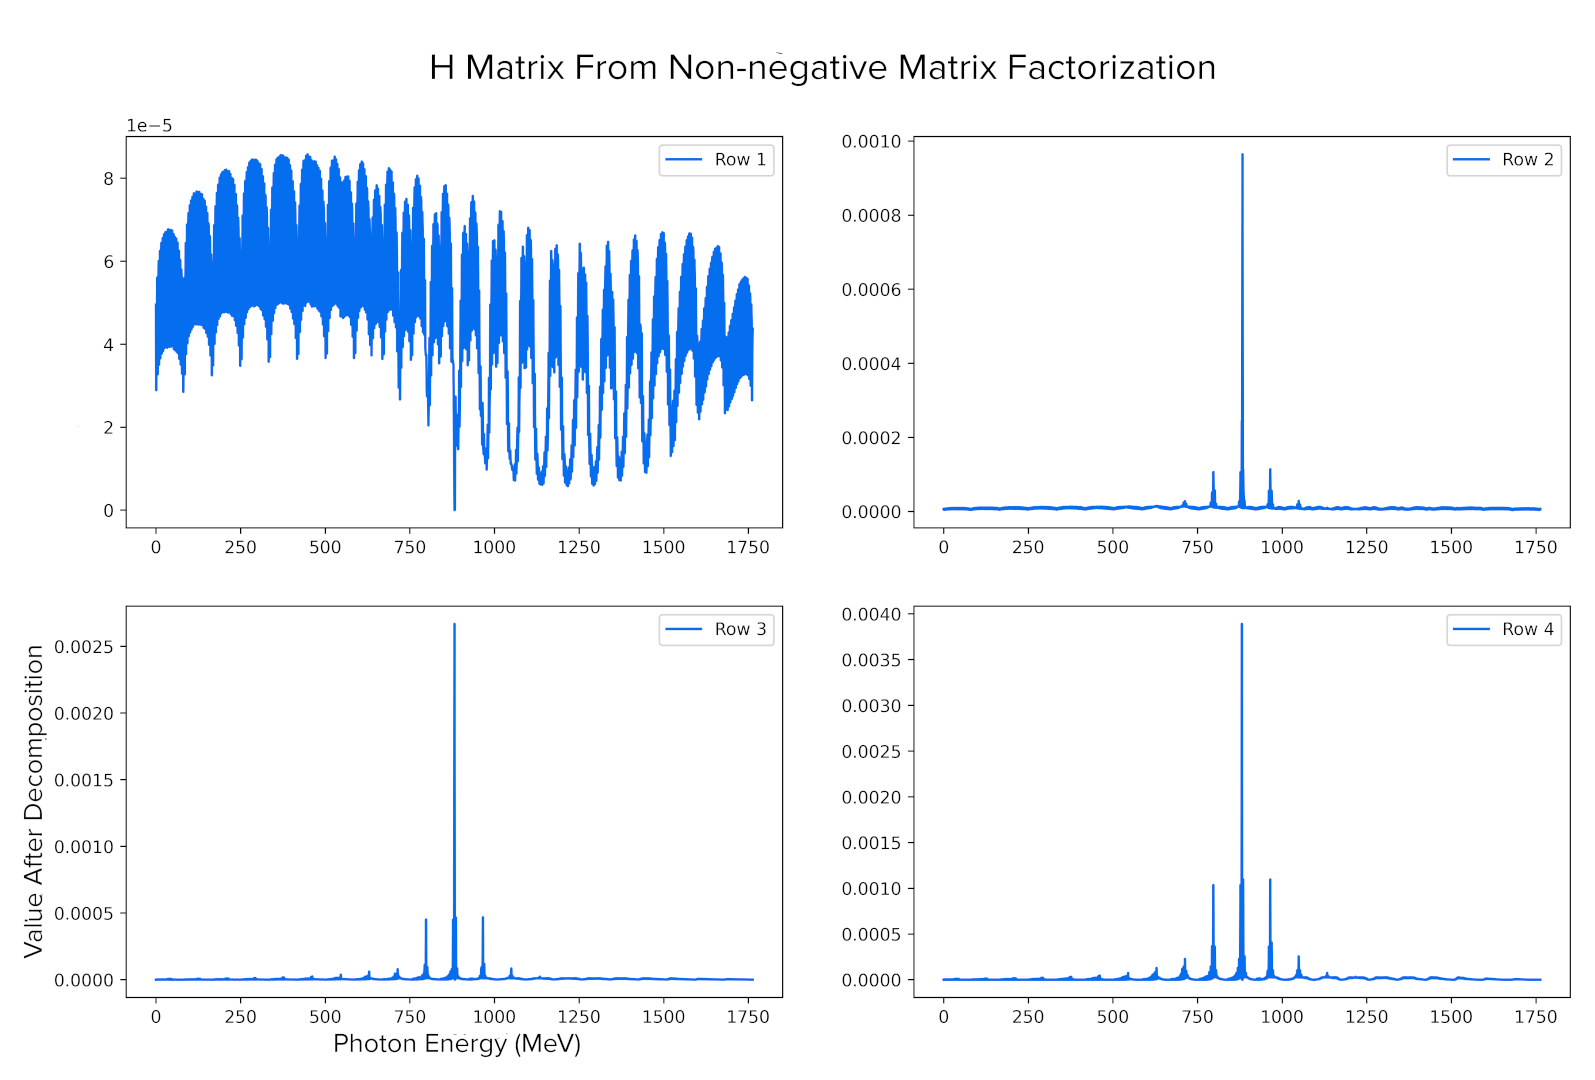 H Matrix From Non-negative Matrix Factorization
1e−5
Row 1
8
6
4
2
0
0 250 500 750 1000 1250 1500 1750
Row 2
0.0010
0.0008
0.0006
0.0004
0.0002
0.0000
0 250 500 750 1000 1250 1500 1750
Value After Decomposition
Row 3
0.0025
0.0020
0.0015
0.0010
0.0005
0.0000
0 250 500 750 1000 1250 1500 1750
Photon Energy (MeV)
Row 4
0.0040
0.0035
0.0030
0.0025
0.0020
0.0015
0.0010
0.0005
0.0000
0 250 500 750 1000 1250 1500 1750